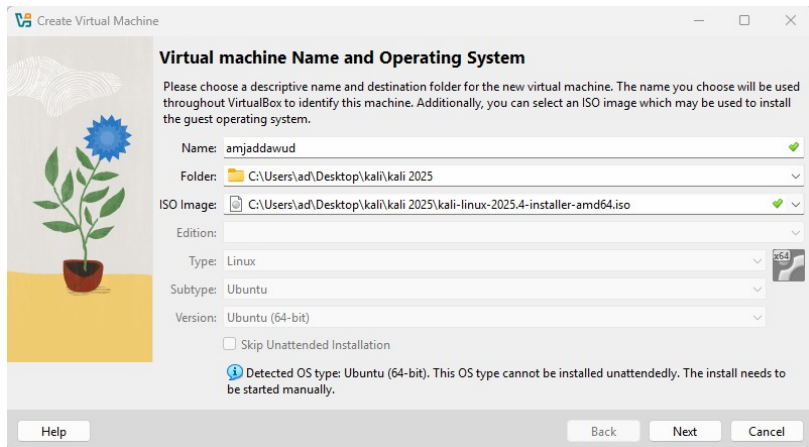 Create Virtual Machine
Virtual machine Name and Operating System
Please choose a descriptive name and destination folder for the new virtual machine. The name you choose will be used
throughout VirtualBox to identify this machine. Additionally, you can select an ISO image which may be used to install
the guest operating system.
Name: amjaddawud
Folder: C:\Users\ad\Desktop\kali\kali 2025
ISO Image: C:\Users\ad\Desktop\kali\kali 2025\kali-linux-2025.4-installer-amd64.iso
Edition:
Type: Linux x64
Subtype: Ubuntu
Version: Ubuntu (64-bit)
Skip Unattended Installation
Detected OS type: Ubuntu (64-bit). This OS type cannot be installed unattendedly. The install needs to
be started manually.
Help Back Next Cancel